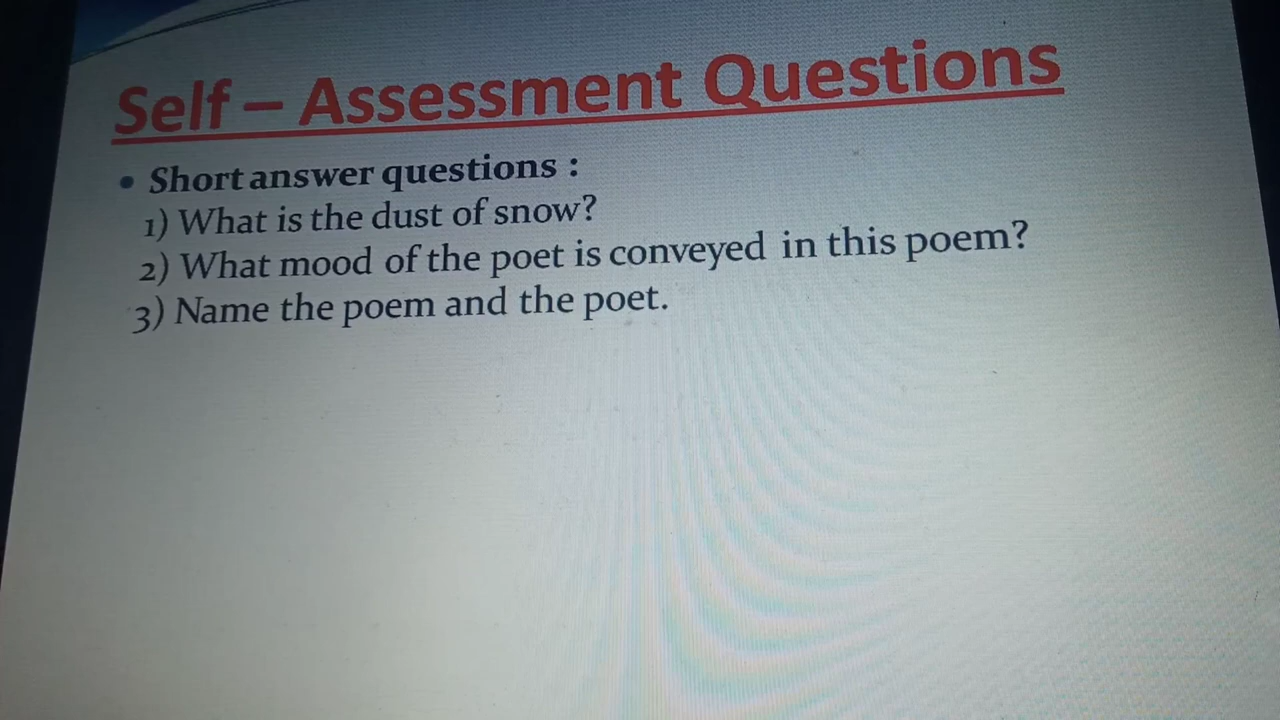 Self – Assessment Questions
• Short answer questions :
1) What is the dust of snow?
2) What mood of the poet is conveyed in this poem?
3) Name the poem and the poet.